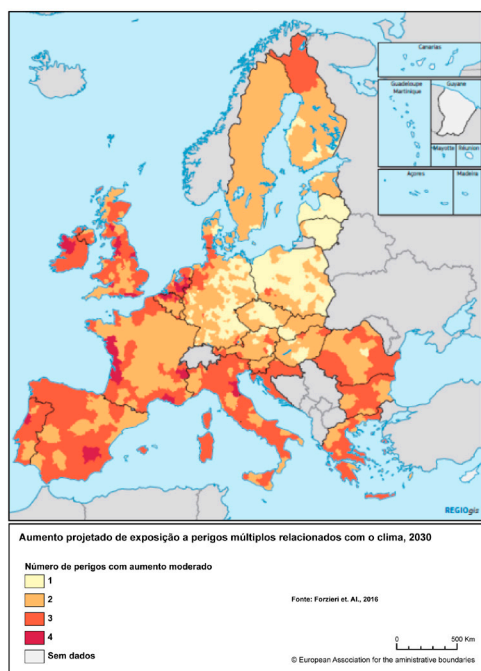 Canarias
Guadeloupe
Martinique
Guyane
Mayotte
Réunion
Açores
Madeira
REGIOgis
Aumento projetado de exposição a perigos múltiplos relacionados com o clima, 2030
Número de perigos com aumento moderado
1
2
3
4
Sem dados
Fonte: Forzieri et. Al., 2016
0
500 Km
© European Association for the aministrative boundaries